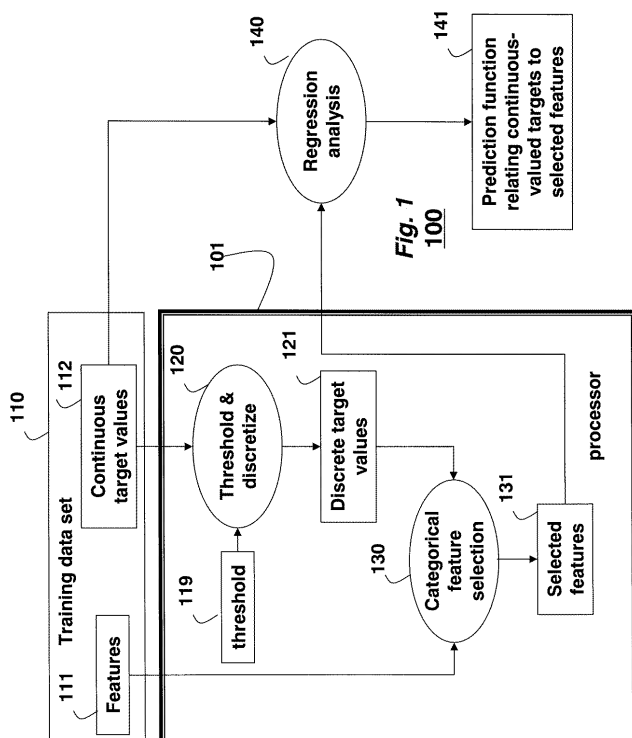 110
Training data set
111
Features
112
Continuous
target values
101
119
threshold
120
Threshold &
discretize
121
Discrete target
values
130
Categorical
feature
selection
131
Selected
features
processor
140
Regression
analysis
141
Prediction function
relating continuous-
valued targets to
selected features
Fig. 1
100